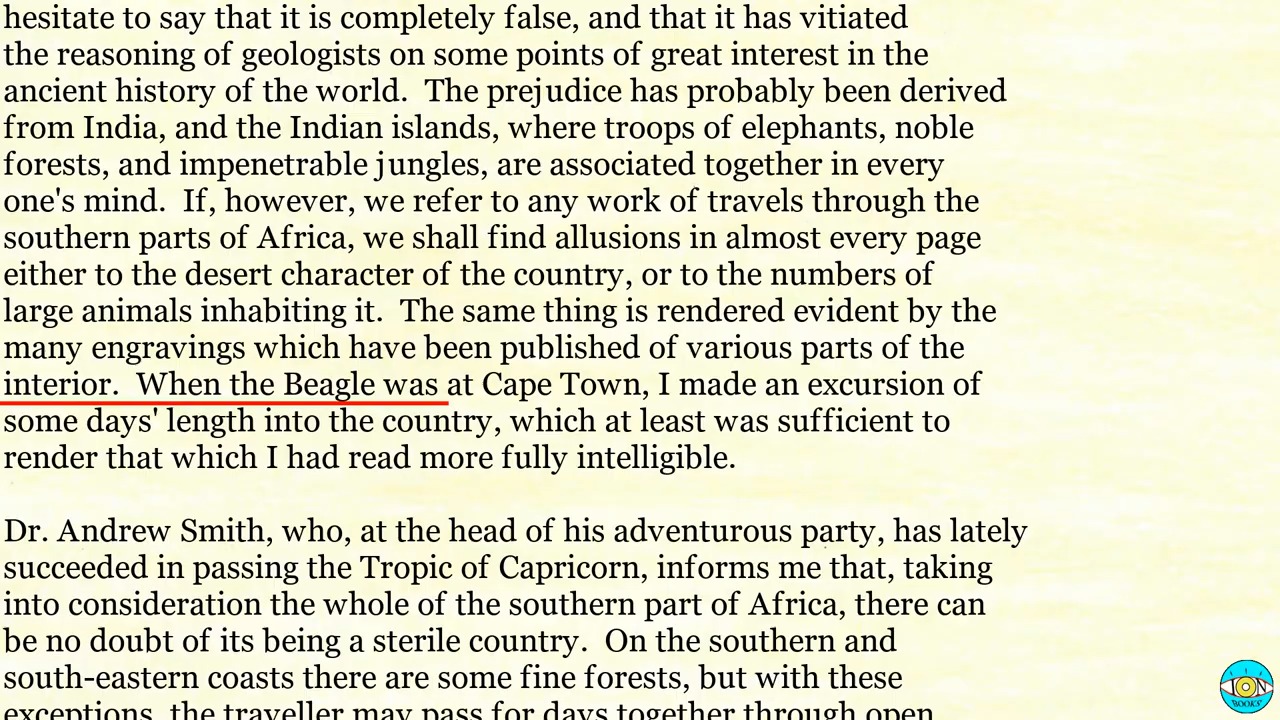 hesitate to say that it is completely false, and that it has vitiated
the reasoning of geologists on some points of great interest in the
ancient history of the world.  The prejudice has probably been derived
from India, and the Indian islands, where troops of elephants, noble
forests, and impenetrable jungles, are associated together in every
one's mind.  If, however, we refer to any work of travels through the
southern parts of Africa, we shall find allusions in almost every page
either to the desert character of the country, or to the numbers of
large animals inhabiting it.  The same thing is rendered evident by the
many engravings which have been published of various parts of the
interior.  When the Beagle was at Cape Town, I made an excursion of
some days' length into the country, which at least was sufficient to
render that which I had read more fully intelligible.
Dr. Andrew Smith, who, at the head of his adventurous party, has lately
succeeded in passing the Tropic of Capricorn, informs me that, taking
into consideration the whole of the southern part of Africa, there can
be no doubt of its being a sterile country.  On the southern and
south-eastern coasts there are some fine forests, but with these
exceptions, the traveller may pass for days together through open
ION
BOOKS